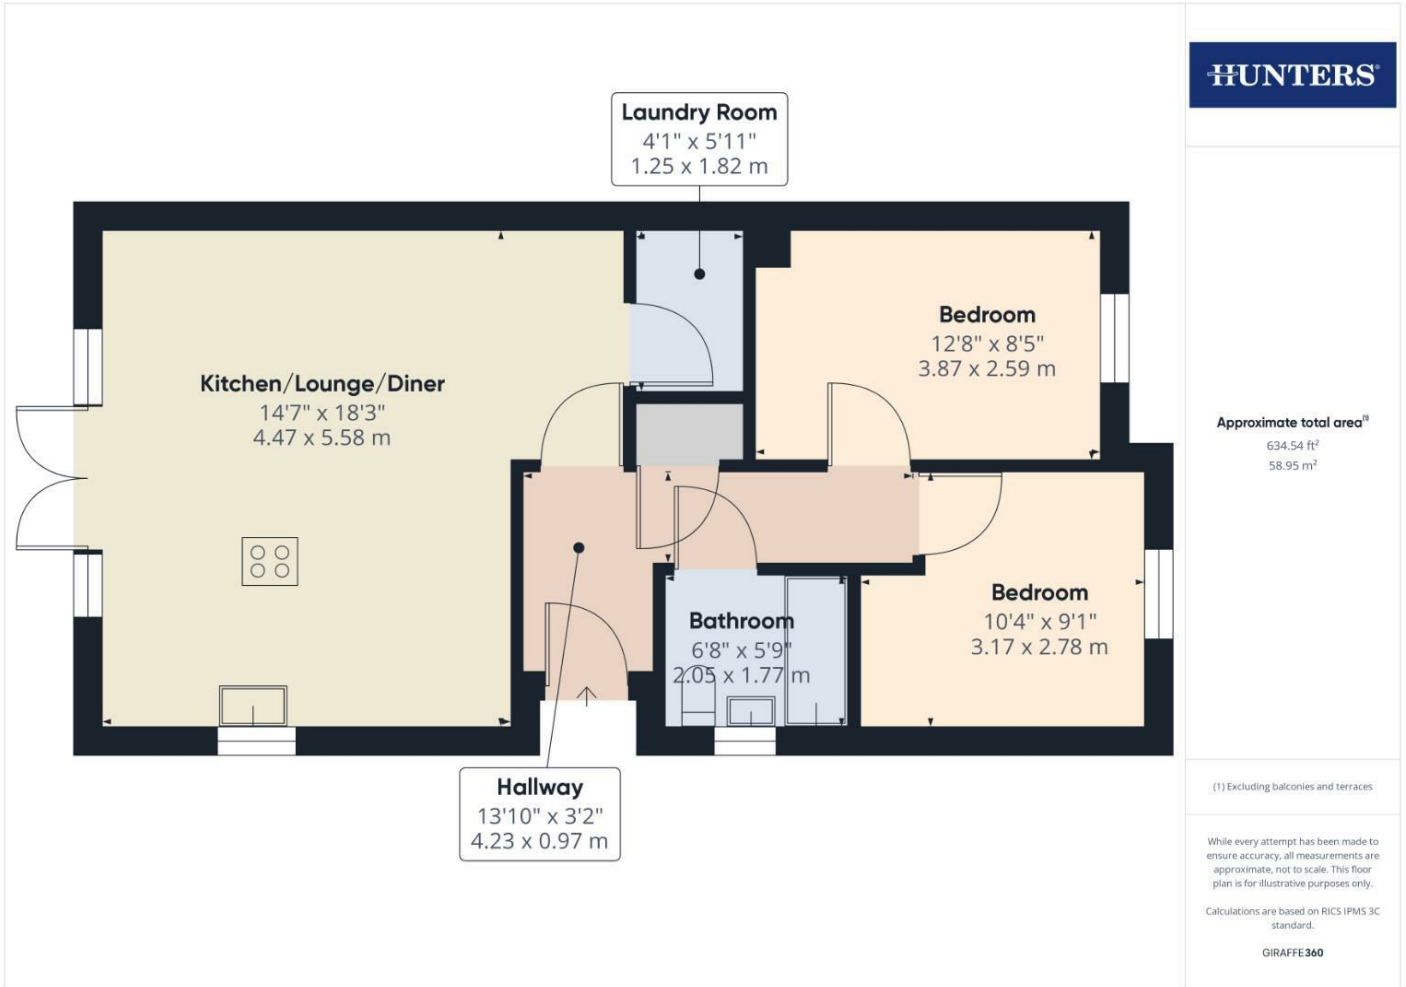 HUNTERS®
Laundry Room
4'1" x 5'11"
1.25 x 1.82 m
Bedroom
12'8" x 8'5"
3.87 x 2.59 m
Kitchen/Lounge/Diner
14'7" x 18'3"
4.47 x 5.58 m
Approximate total area(1)
634.54 ft²
58.95 m²
Bedroom
10'4" x 9'1"
3.17 x 2.78 m
Bathroom
6'8" x 5'9"
2.05 x 1.77 m
Hallway
13'10" x 3'2"
4.23 x 0.97 m
(1) Excluding balconies and terraces
While every attempt has been made to
ensure accuracy, all measurements are
approximate, not to scale. This floor
plan is for illustrative purposes only.
Calculations are based on RICS IPMS 3C
standard.
GIRAFFE360